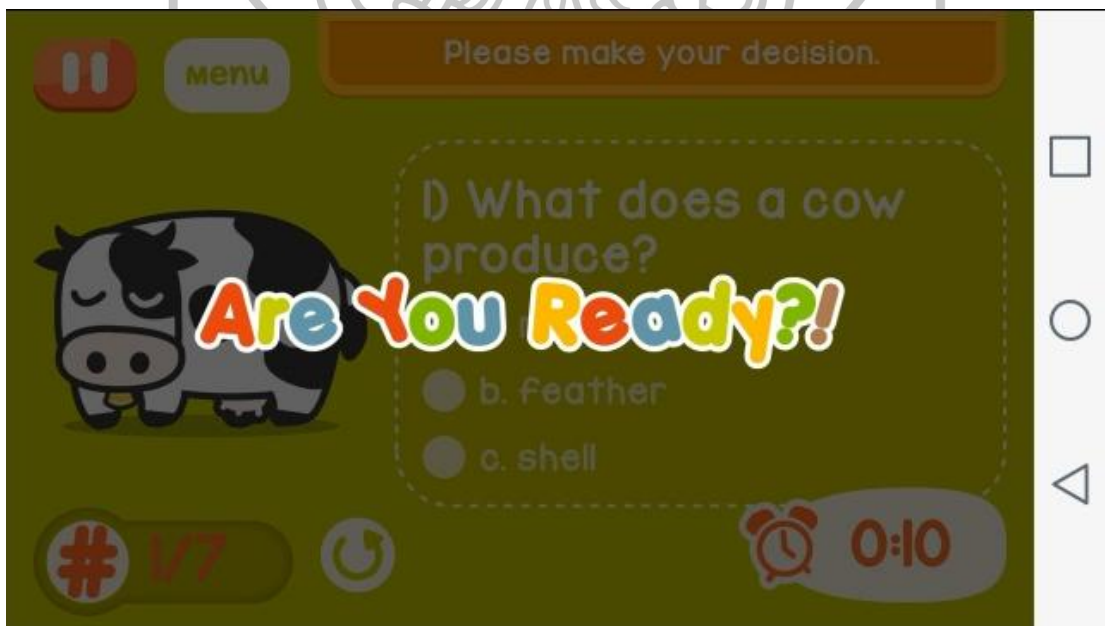 Menu
Please make your decision.
1) What does a cow
produce?
Are You Ready?!
b. feather
c. shell
# 1/7
0:10